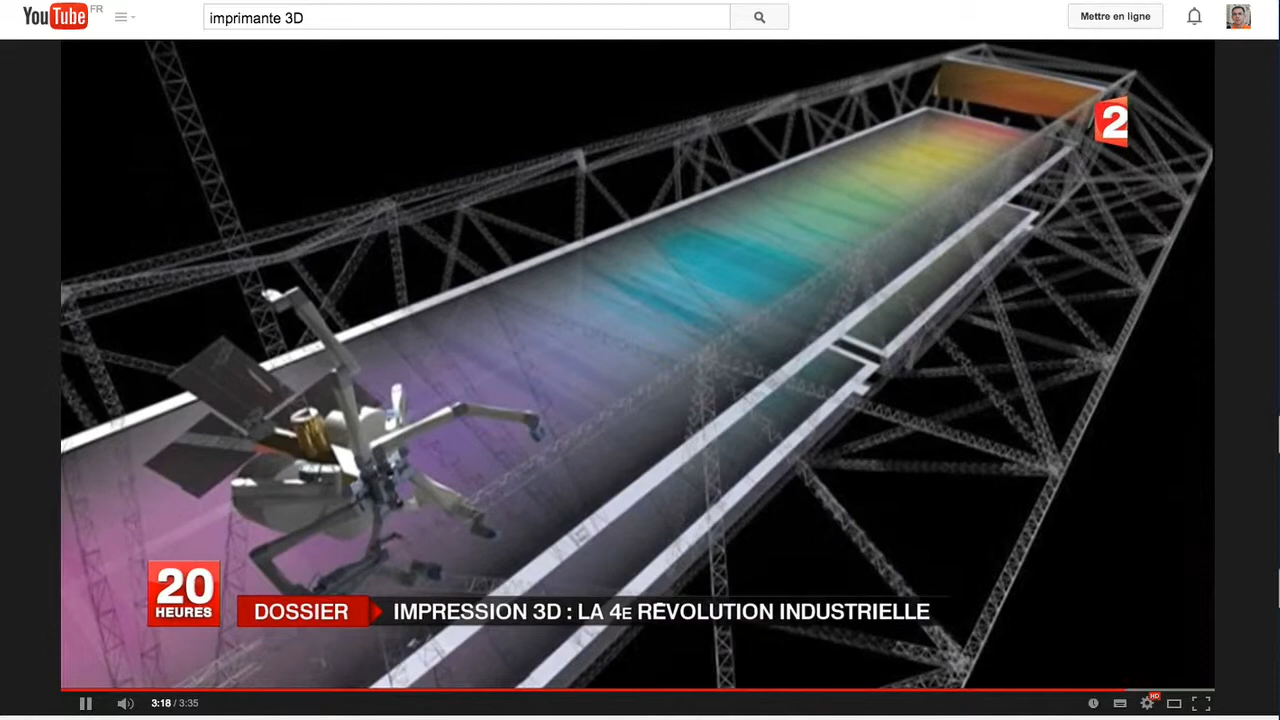 YouTube FR
imprimante 3D
Mettre en ligne
2
20
HEURES
DOSSIER
IMPRESSION 3D : LA 4E RÉVOLUTION INDUSTRIELLE
3:18 / 3:35
HD